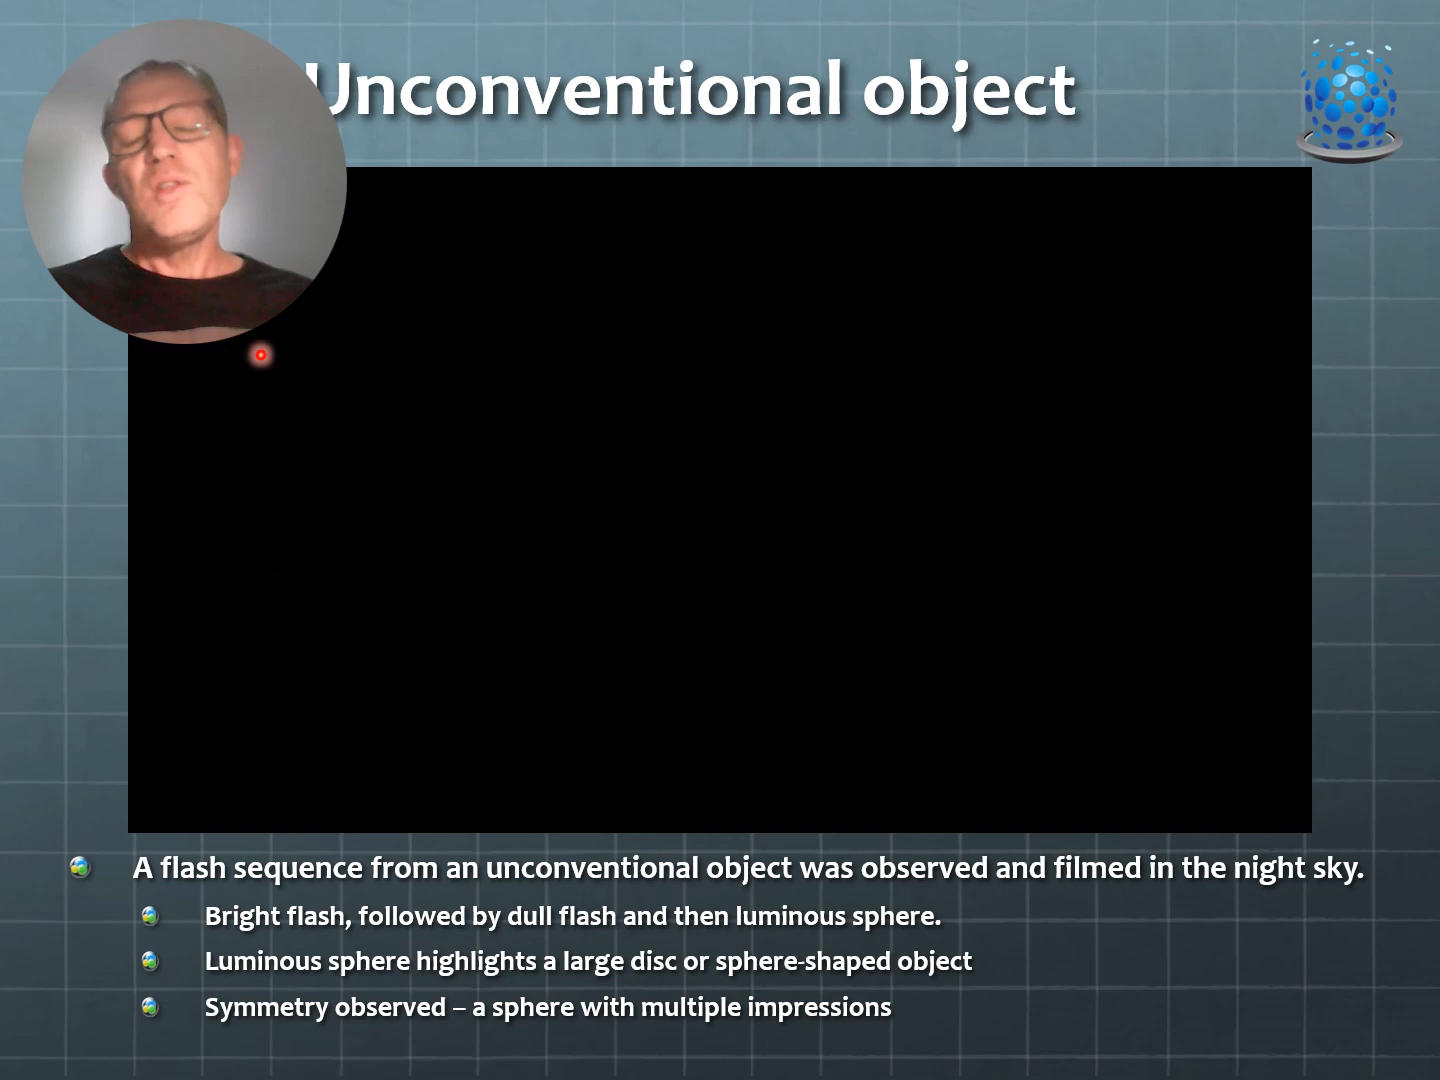 Unconventional object
A flash sequence from an unconventional object was observed and filmed in the night sky.
Bright flash, followed by dull flash and then luminous sphere.
Luminous sphere highlights a large disc or sphere-shaped object
Symmetry observed – a sphere with multiple impressions